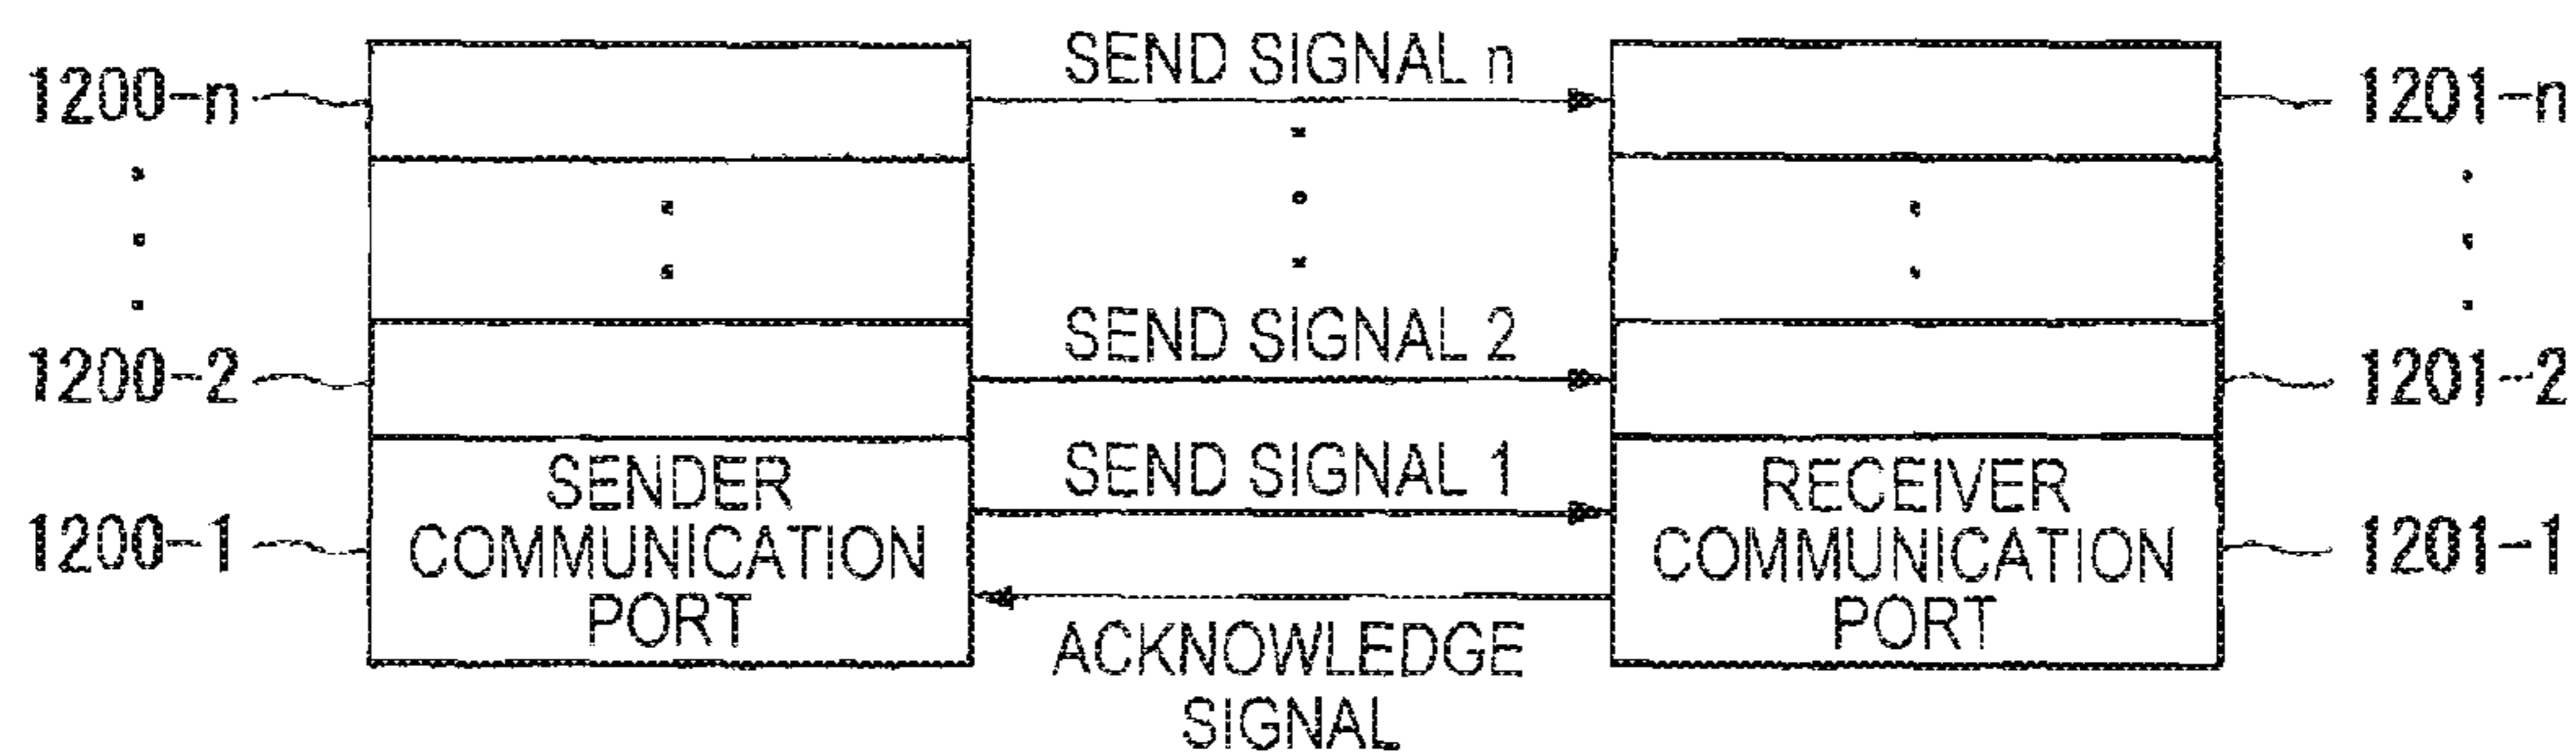 SEND SIGNAL n
1200-n
1201-n
SEND SIGNAL 2
1200-2
1201-2
SEND SIGNAL 1
SENDER
COMMUNICATION
PORT
RECEIVER
COMMUNICATION
PORT
1200-1
1201-1
ACKNOWLEDGE
SIGNAL